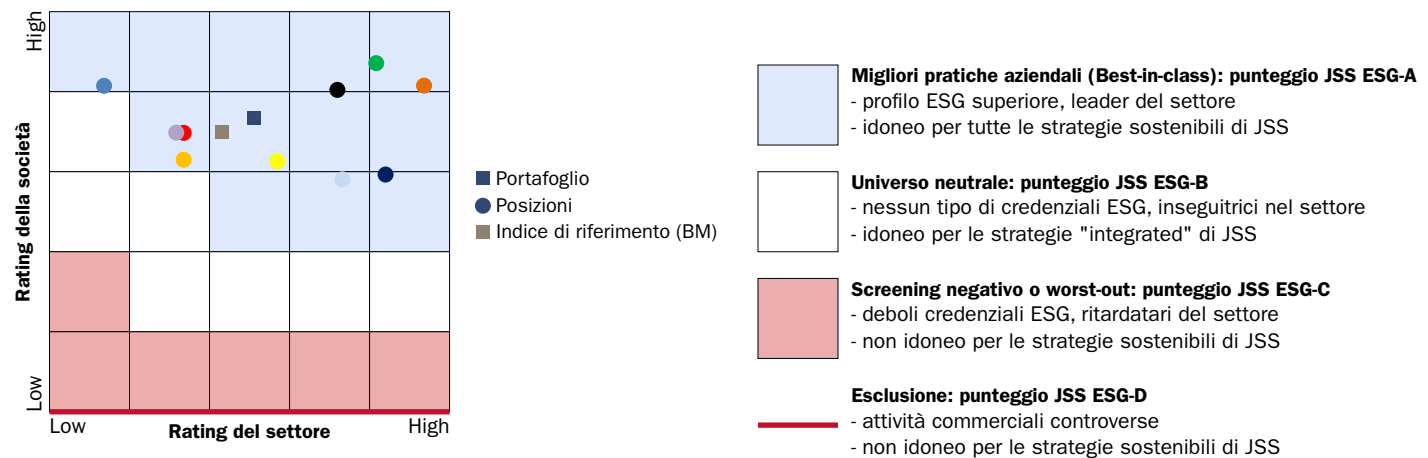 High
Rating della società
Low
Low
Rating del settore
High
Portafoglio
Posizioni
Indice di riferimento (BM)
Migliori pratiche aziendali (Best-in-class): punteggio JSS ESG-A
- profilo ESG superiore, leader del settore
- idoneo per tutte le strategie sostenibili di JSS
Universo neutrale: punteggio JSS ESG-B
- nessun tipo di credenziali ESG, inseguitrici nel settore
- idoneo per le strategie "integrated" di JSS
Screening negativo o worst-out: punteggio JSS ESG-C
- deboli credenziali ESG, ritardatari del settore
- non idoneo per le strategie sostenibili di JSS
Esclusione: punteggio JSS ESG-D
- attività commerciali controverse
- non idoneo per le strategie sostenibili di JSS